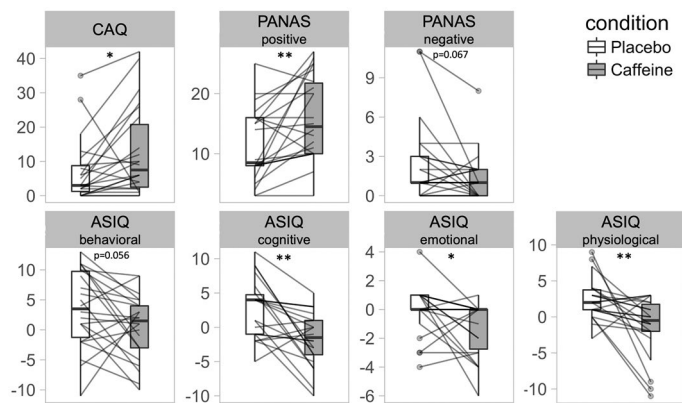 CAQ
*
40
30
20
10
0
PANAS
positive
**
20
10
PANAS
negative
p=0.067
9
6
3
0
condition
Placebo
Caffeine
ASIQ
behavioral
p=0.056
10
5
0
-5
-10
ASIQ
cognitive
**
10
5
0
-5
-10
ASIQ
emotional
*
4
2
0
-2
-4
-6
ASIQ
physiological
**
10
5
0
-5
-10